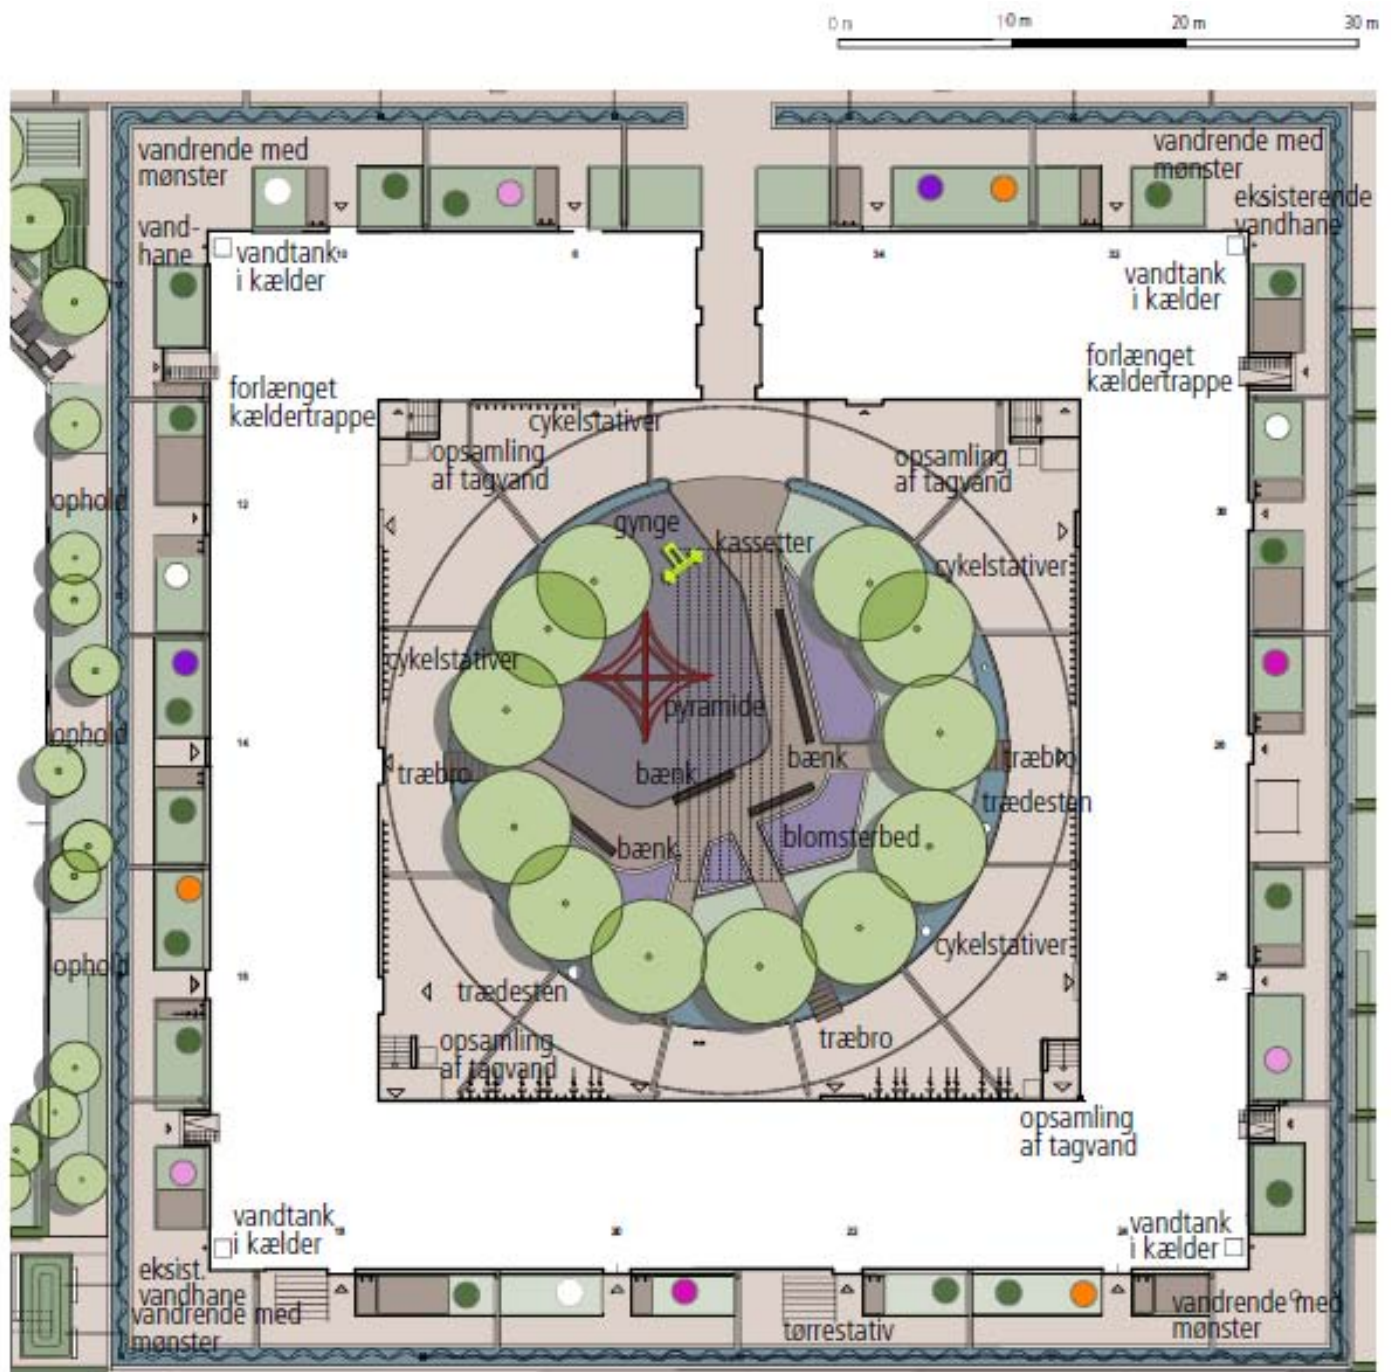 0 m 10 m 20 m 30 m
vandrende med
mønster
vandrende med
mønster
vand-
hane
eksisterende
vandhane
vandtank
i kælder
vandtank
i kælder
forlænget
kældertrappe
forlænget
kældertrappe
cykelstativer
opsamling
af tagvand
opsamling
af tagvand
ophold
gynge
kassetter
cykelstativer
cykelstativer
pyramide
ophold
træbro
bænk
bænk
træbro
trædesten
bænk
blomsterbed
ophold
cykelstativer
trædesten
opsamling
af tagvand
træbro
opsamling
af tagvand
vandtank
i kælder
vandtank
i kælder
eksist.
vandhane
vandrende med
mønster
tørrestativ
vandrende med
mønster